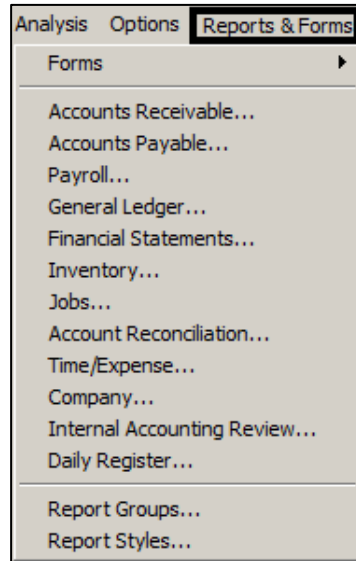 Analysis Options Reports & Forms
Forms
Accounts Receivable...
Accounts Payable...
Payroll...
General Ledger...
Financial Statements...
Inventory...
Jobs...
Account Reconciliation...
Time/Expense...
Company...
Internal Accounting Review...
Daily Register...
Report Groups...
Report Styles...